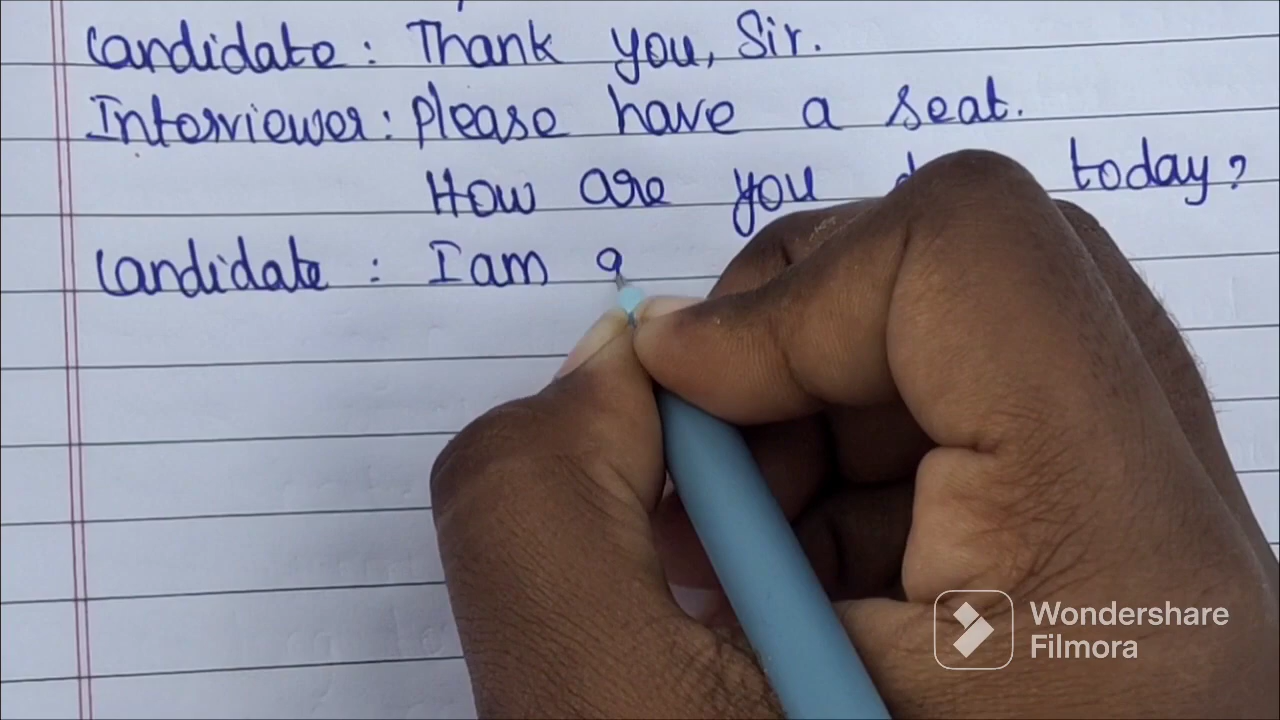 Candidate : Thank you, Sir.
Interviewer : Please have a seat.
How are you today?
Candidate : I am
Wondershare
Filmora